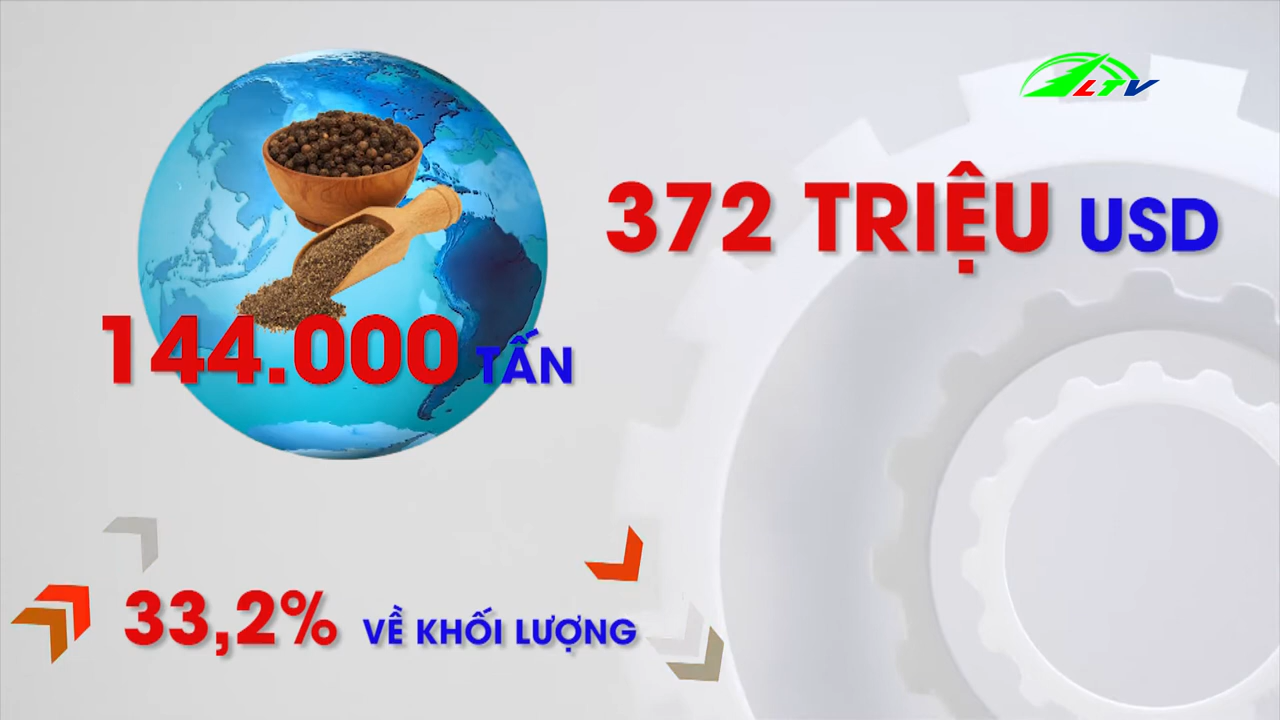 LTV
372 TRIỆU USD
144.000 TẤN
33,2% VỀ KHỐI LƯỢNG